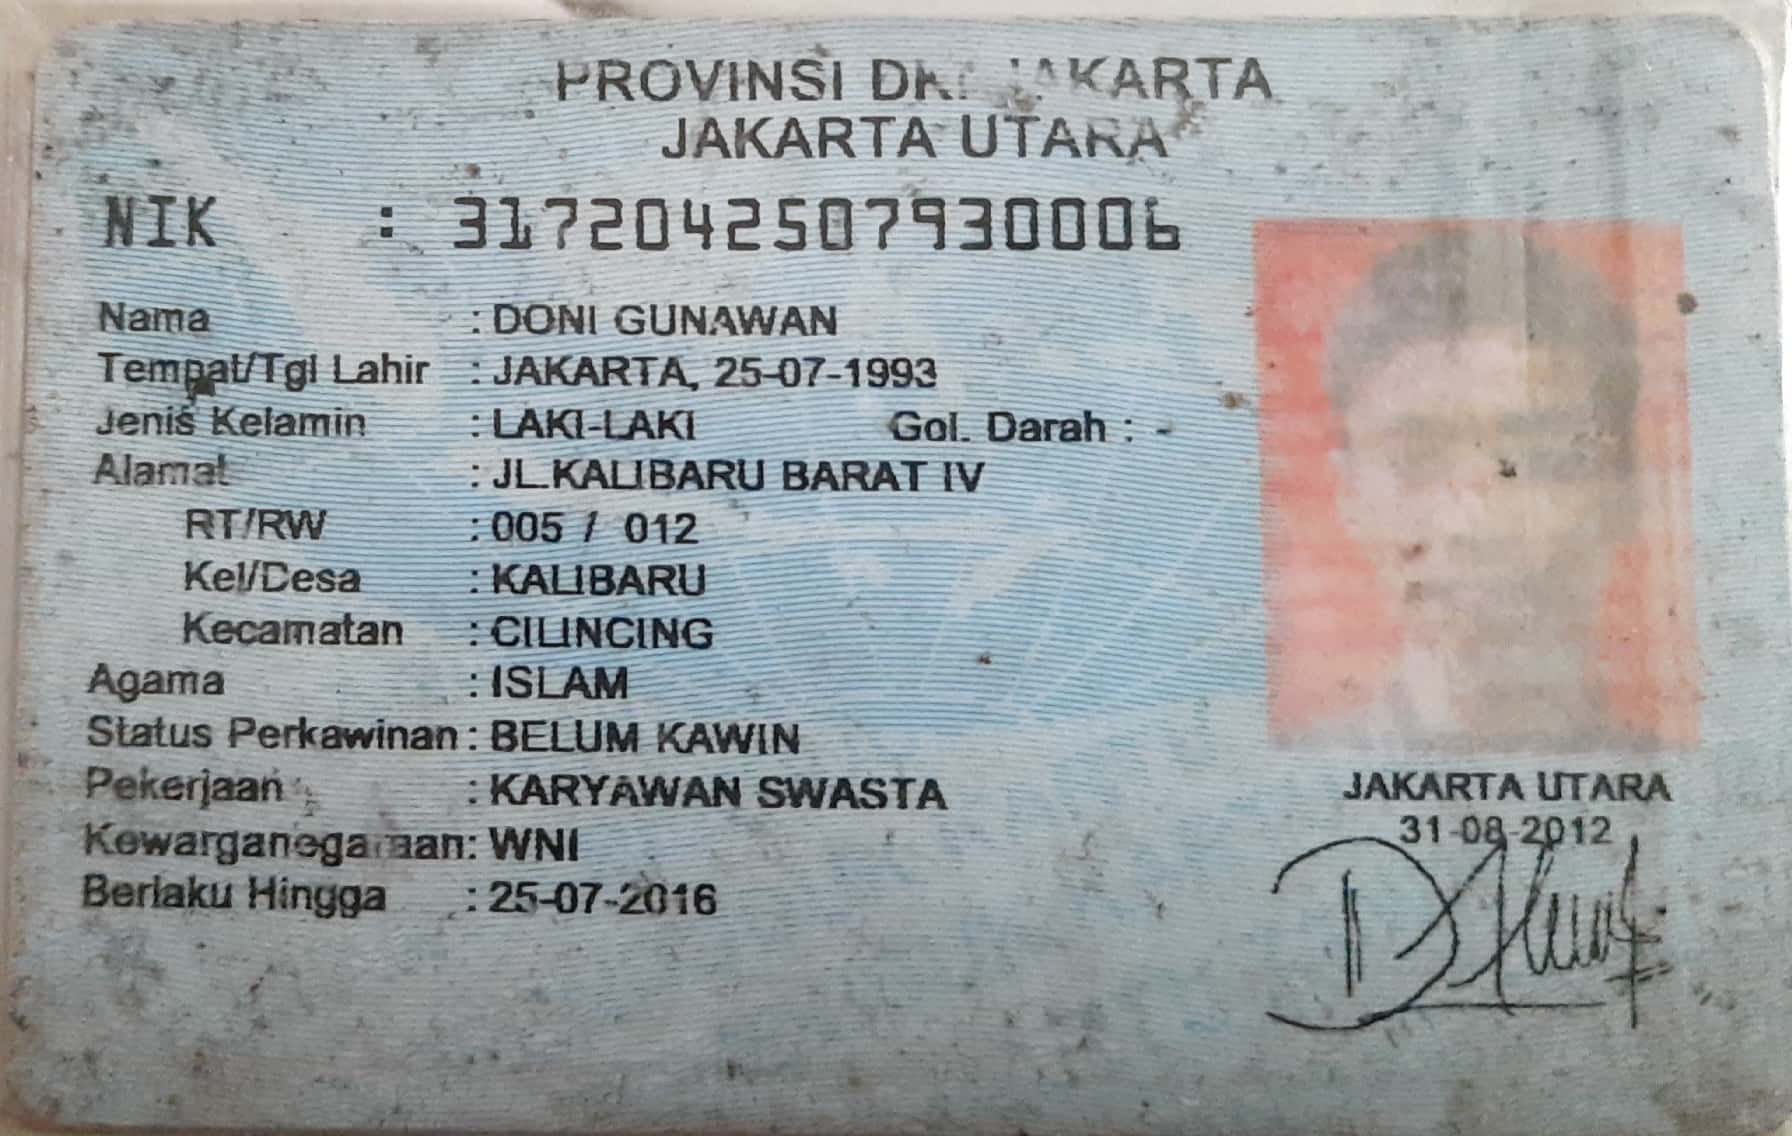 PROVINSI DKI JAKARTA
JAKARTA UTARA
NIK : 3172042507930006
Nama : DONI GUNAWAN
Tempat/Tgl Lahir : JAKARTA, 25-07-1993
Jenis Kelamin : LAKI-LAKI Gol. Darah : -
Alamat : JL.KALIBARU BARAT IV
RT/RW : 005 / 012
Kel/Desa : KALIBARU
Kecamatan : CILINCING
Agama : ISLAM
Status Perkawinan : BELUM KAWIN
Pekerjaan : KARYAWAN SWASTA
Kewarganegaraan: WNI
Berlaku Hingga : 25-07-2016
JAKARTA UTARA
31-08-2012